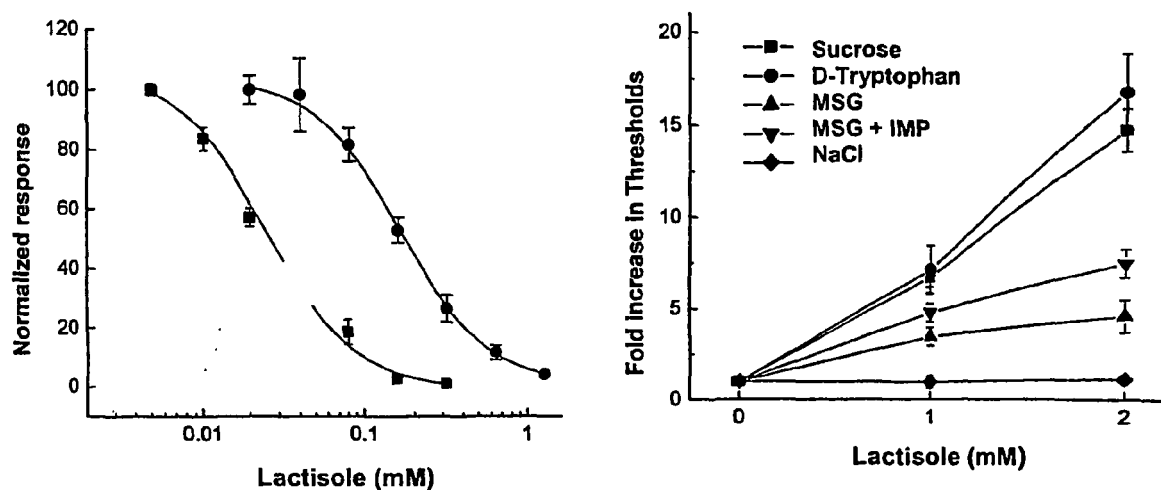 120
100
80
60
40
20
0
Normalized response
0.01
0.1
1
Lactisole (mM)
20
15
10
5
0
Fold Increase in Thresholds
Sucrose
D-Tryptophan
MSG
MSG + IMP
NaCl
0
1
2
Lactisole (mM)